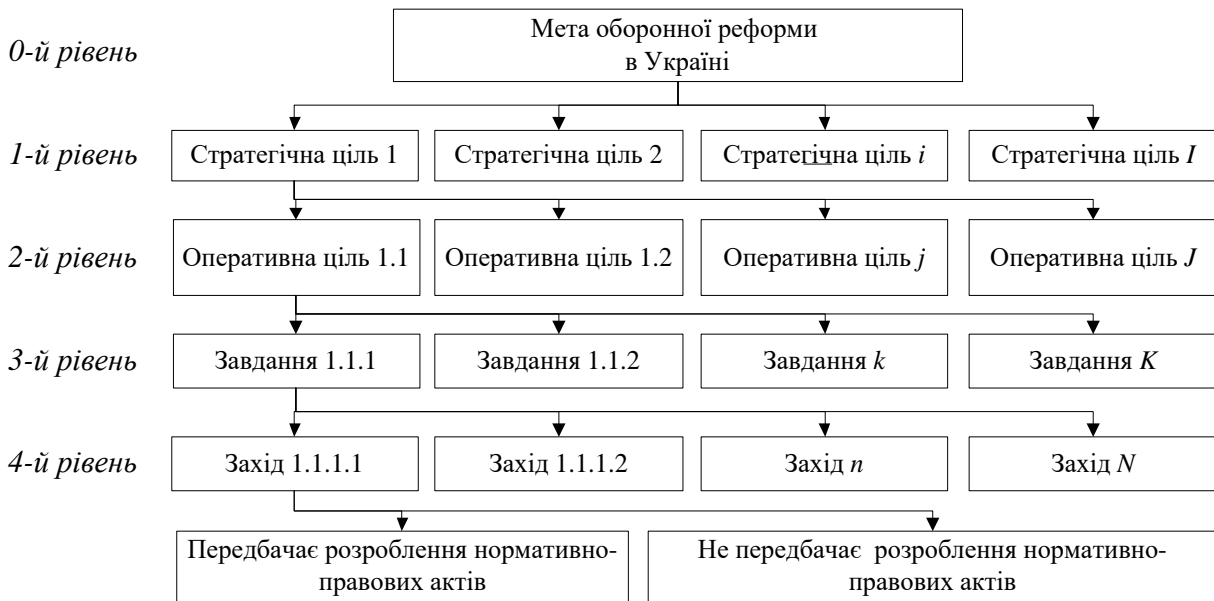 Мета оборонної реформи
0-й рівень
в Україні
1-й рівень
Стратегічна ціль 1
Стратегічна ціль 2
Стратегічна ціль i
Стратегічна ціль I
2-й рівень
Оперативна ціль 1.1
Оперативна ціль 1.2
Оперативна ціль j
Оперативна ціль J
3-й рівень
Завдання 1.1.1
Завдання 1.1.2
Завдання k
Завдання K
4-й рівень
Захід 1.1.1.1
Захід 1.1.1.2
Захід n
Захід N
Передбачає розроблення нормативно-
правових актів
Не передбачає розроблення нормативно-
правових актів